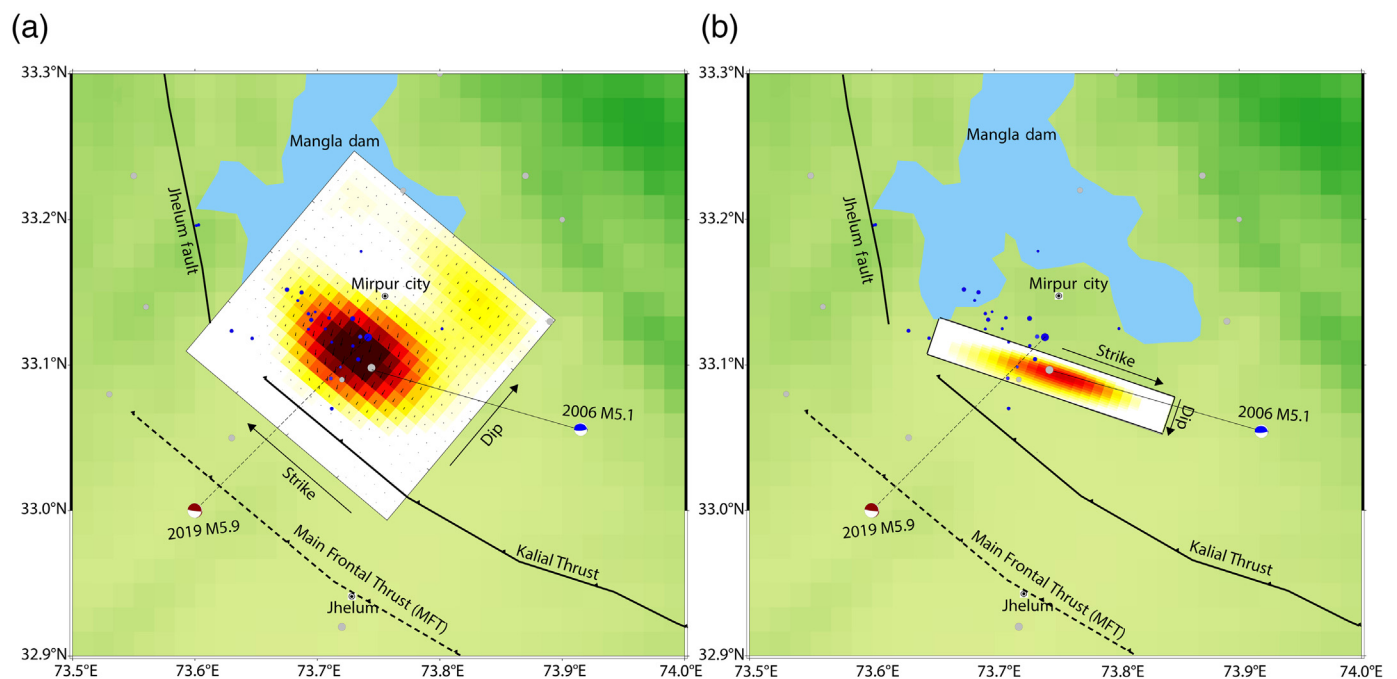 (a)
33.3°N
33.2°N
33.1°N
33.0°N
32.9°N
73.5°E
73.6°E
73.7°E
73.8°E
73.9°E
74.0°E
Mangla dam
Jhelum fault
Mirpur city
2006 M5.1
Dip
Strike
2019 M5.9
Main Frontal Thrust (MFT)
Kalial Thrust
Jhelum
(b)
33.3°N
33.2°N
33.1°N
33.0°N
32.9°N
73.5°E
73.6°E
73.7°E
73.8°E
73.9°E
74.0°E
Mangla dam
Jhelum fault
Mirpur city
Strike
Dip
2006 M5.1
2019 M5.9
Main Frontal Thrust (MFT)
Kalial Thrust
Jhelum